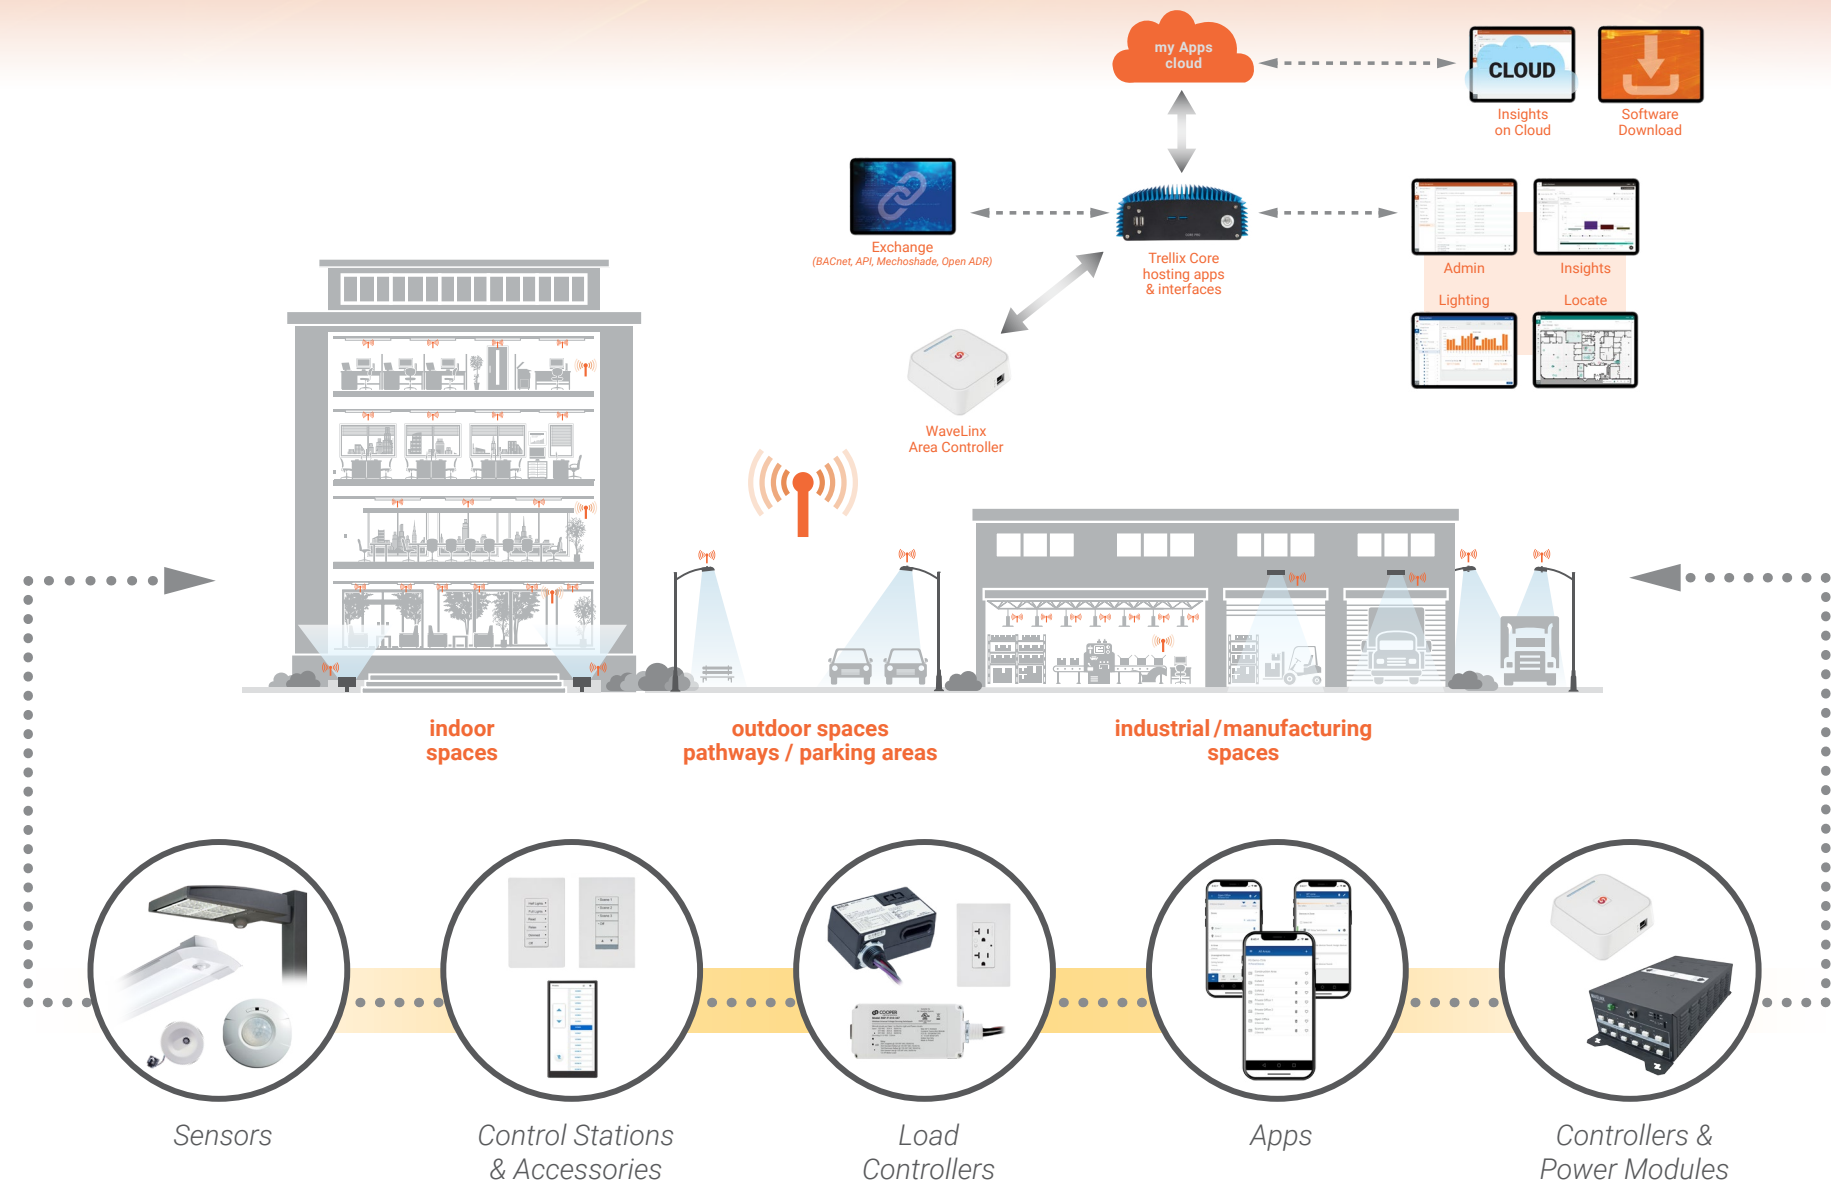 my Apps
cloud
CLOUD
Insights
on Cloud
Software
Download
Exchange
(BACnet, API, Mechoshade, Open ADR)
Trellix Core
hosting apps
& interfaces
Admin
Insights
Lighting
Locate
WaveLinx
Area Controller
indoor
spaces
outdoor spaces
pathways / parking areas
industrial / manufacturing
spaces
COOPER
Sensors
Control Stations
& Accessories
Load
Controllers
Apps
Controllers &
Power Modules